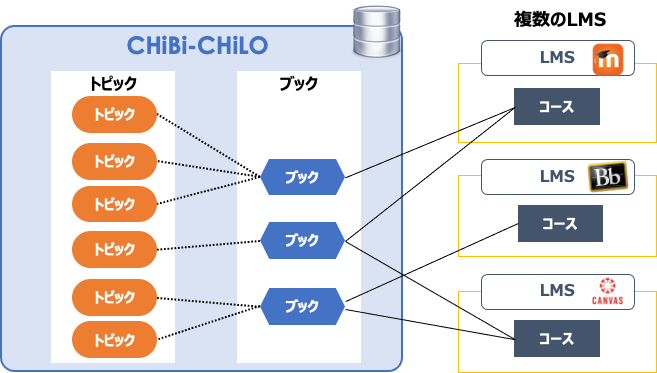 複数のLMS
CHiBi-CHiLO
トピック
トピック
トピック
トピック
トピック
トピック
トピック
ブック
ブック
ブック
ブック
LMS
m
コース
LMS
Bb
コース
LMS
CANVAS
コース